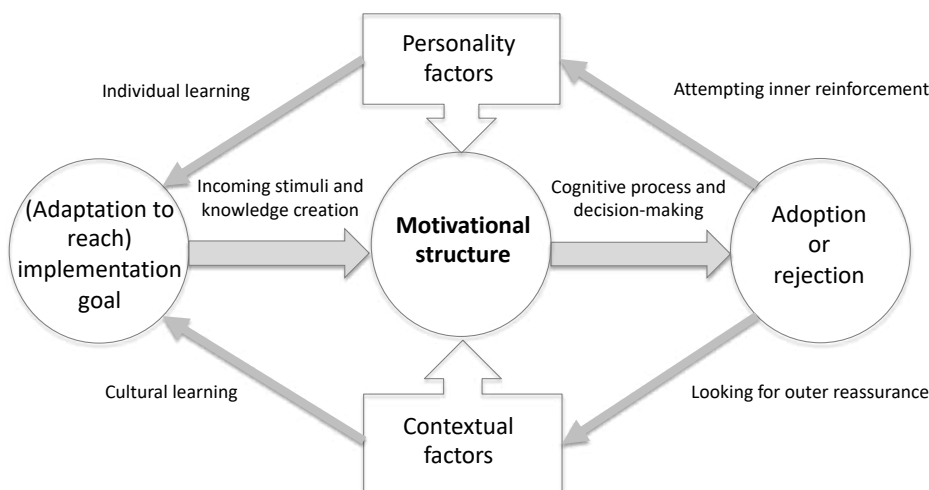 Personality
factors
Individual learning
Attempting inner reinforcement
Incoming stimuli and
knowledge creation
Cognitive process and
decision-making
(Adaptation to
reach)
implementation
goal
Motivational
structure
Adoption
or
rejection
Cultural learning
Looking for outer reassurance
Contextual
factors